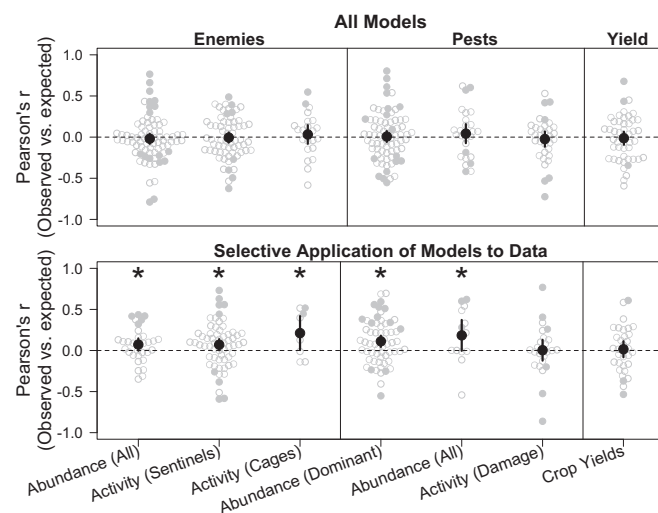 All Models
Enemies Pests Yield
Pearson's r
(Observed vs. expected)
1.0
0.5
0.0
-0.5
-1.0
Selective Application of Models to Data
Pearson's r
(Observed vs. expected)
1.0
0.5
0.0
-0.5
-1.0
* * * * *
Abundance (All)
Activity (Sentinels)
Activity (Cages)
Abundance (Dominant)
Abundance (All)
Activity (Damage)
Crop Yields